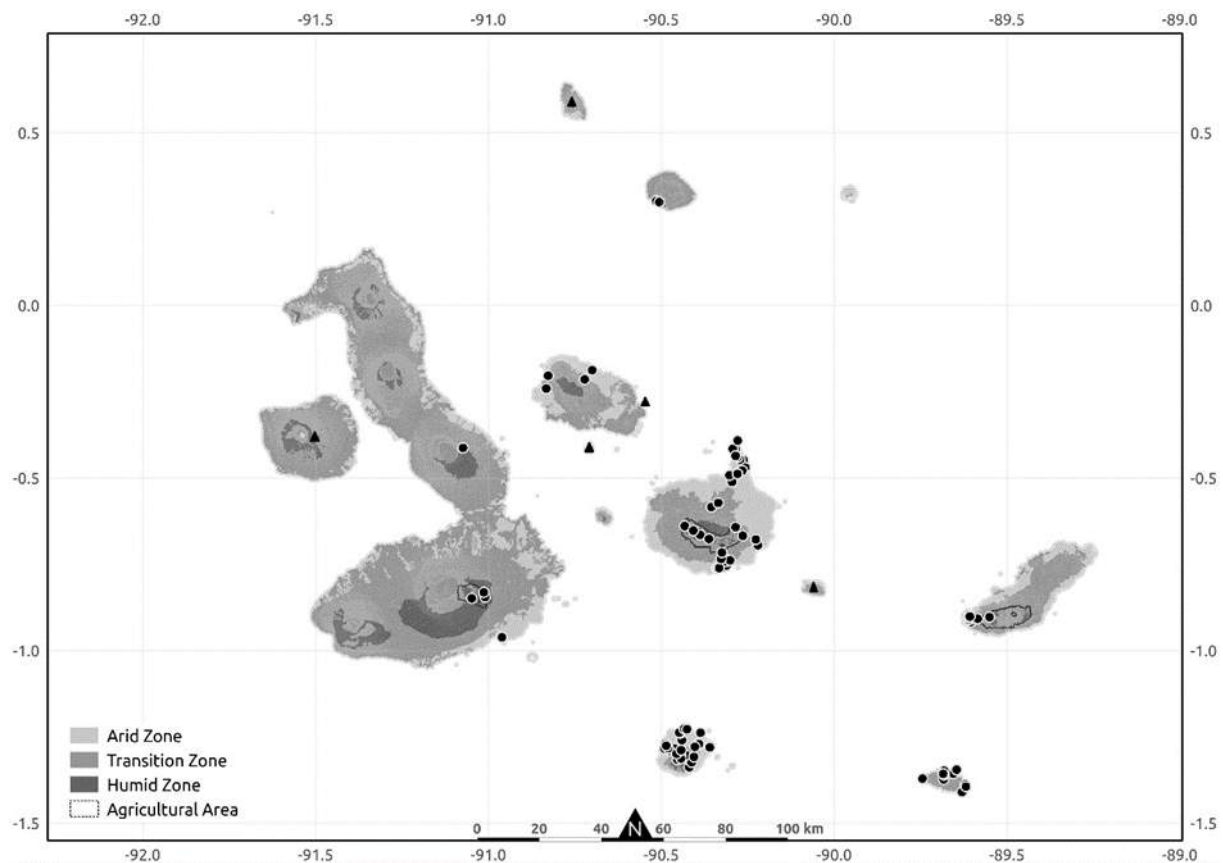 -92.0 -91.5 -91.0 -90.5 -90.0 -89.5 -89.0
0.5 0.5
0.0 0.0
-0.5 -0.5
-1.0 -1.0
Arid Zone
Transition Zone
Humid Zone
Agricultural Area
N
0 20 40 60 80 100 km
-1.5 -1.5
-92.0 -91.5 -91.0 -90.5 -90.0 -89.5 -89.0